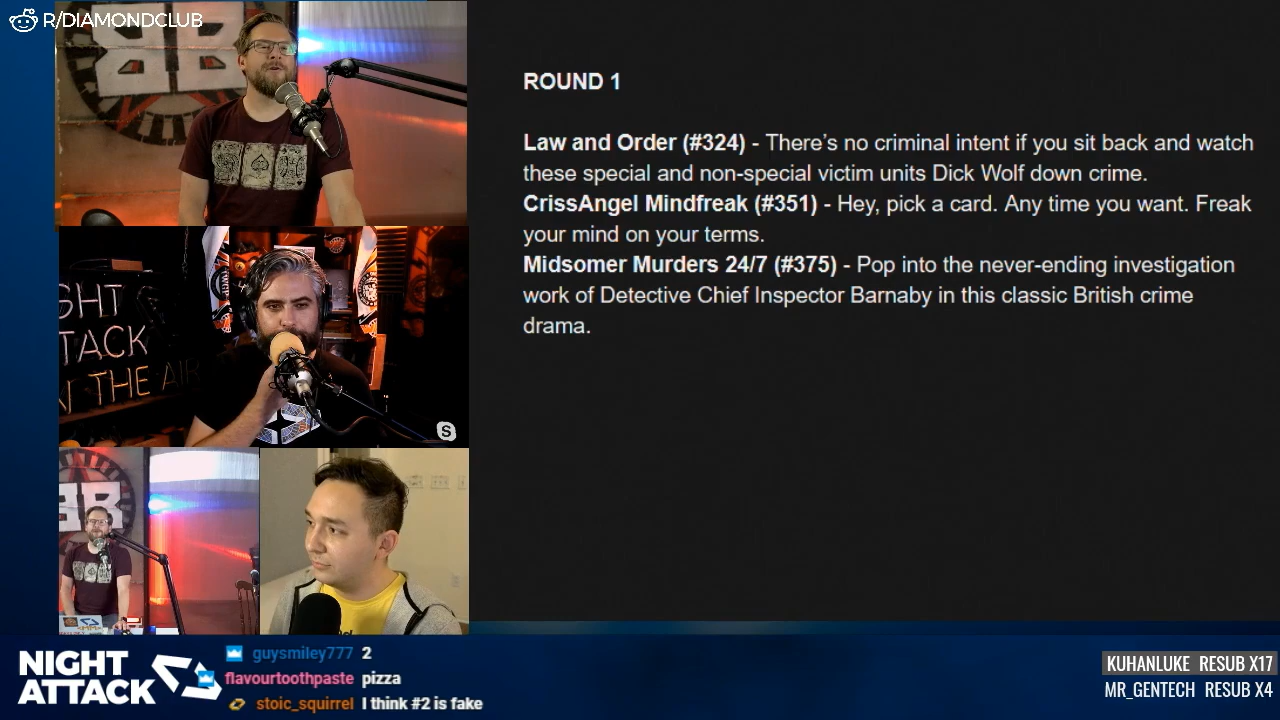 R/DIAMONDCLUB
ROUND 1
Law and Order (#324) - There’s no criminal intent if you sit back and watch
these special and non-special victim units Dick Wolf down crime.
CrissAngel Mindfreak (#351) - Hey, pick a card. Any time you want. Freak
your mind on your terms.
Midsomer Murders 24/7 (#375) - Pop into the never-ending investigation
work of Detective Chief Inspector Barnaby in this classic British crime
drama.
GHT
TACK
THE AIR
NIGHT
ATTACK
guysmiley777 2
flavourtoothpaste pizza
stoic_squirrel I think #2 is fake
KUHANLUKE RESUB X17
MR_GENTECH RESUB X4